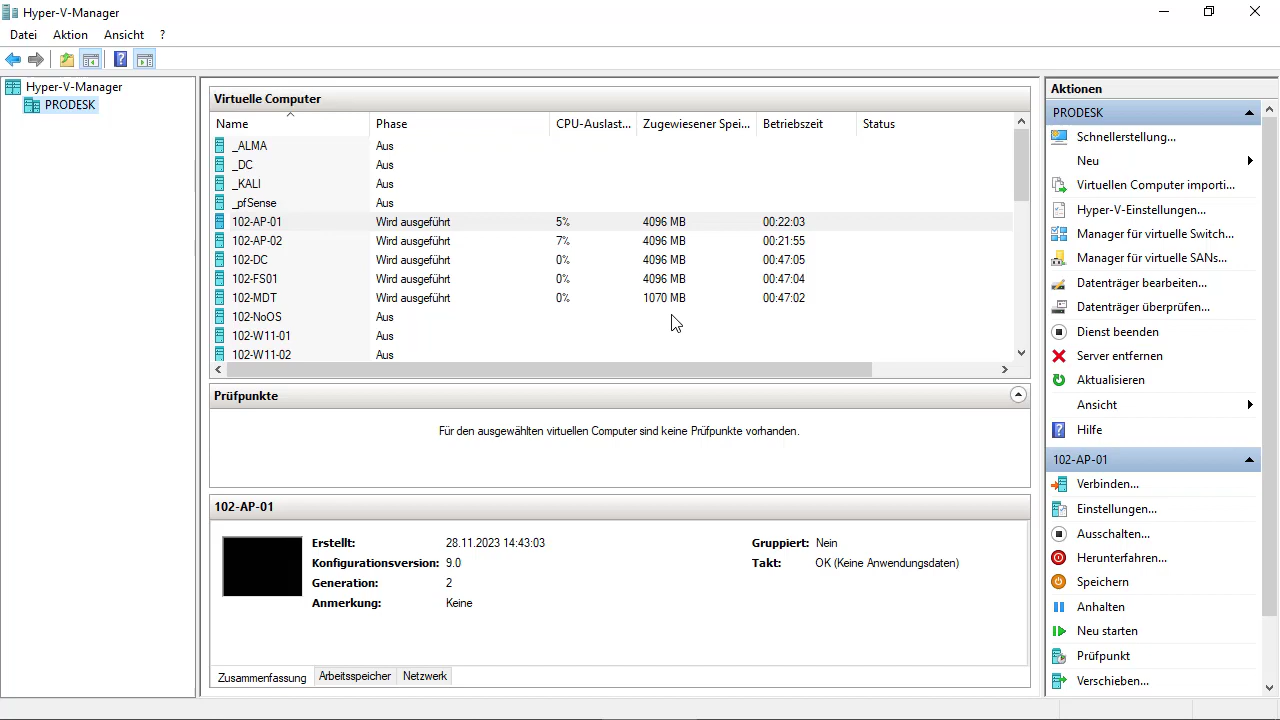 Hyper-V-Manager
Datei Aktion Ansicht ?
Hyper-V-Manager
PRODESK
Virtuelle Computer
Name Phase CPU-Auslast... Zugewiesener Spei... Betriebszeit Status
_ALMA Aus
_DC Aus
_KALI Aus
_pfSense Aus
102-AP-01 Wird ausgeführt 5% 4096 MB 00:22:03
102-AP-02 Wird ausgeführt 7% 4096 MB 00:21:55
102-DC Wird ausgeführt 0% 4096 MB 00:47:05
102-FS01 Wird ausgeführt 0% 4096 MB 00:47:04
102-MDT Wird ausgeführt 0% 1070 MB 00:47:02
102-NoOS Aus
102-W11-01 Aus
102-W11-02 Aus
Prüfpunkte
Für den ausgewählten virtuellen Computer sind keine Prüfpunkte vorhanden.
102-AP-01
Erstellt: 28.11.2023 14:43:03 Gruppiert: Nein
Konfigurationsversion: 9.0 Takt: OK (Keine Anwendungsdaten)
Generation: 2
Anmerkung: Keine
Zusammenfassung Arbeitsspeicher Netzwerk
Aktionen
PRODESK
Schnellerstellung...
Neu
Virtuellen Computer importi...
Hyper-V-Einstellungen...
Manager für virtuelle Switch...
Manager für virtuelle SANs...
Datenträger bearbeiten...
Datenträger überprüfen...
Dienst beenden
Server entfernen
Aktualisieren
Ansicht
Hilfe
102-AP-01
Verbinden...
Einstellungen...
Ausschalten...
Herunterfahren...
Speichern
Anhalten
Neu starten
Prüfpunkt
Verschieben...